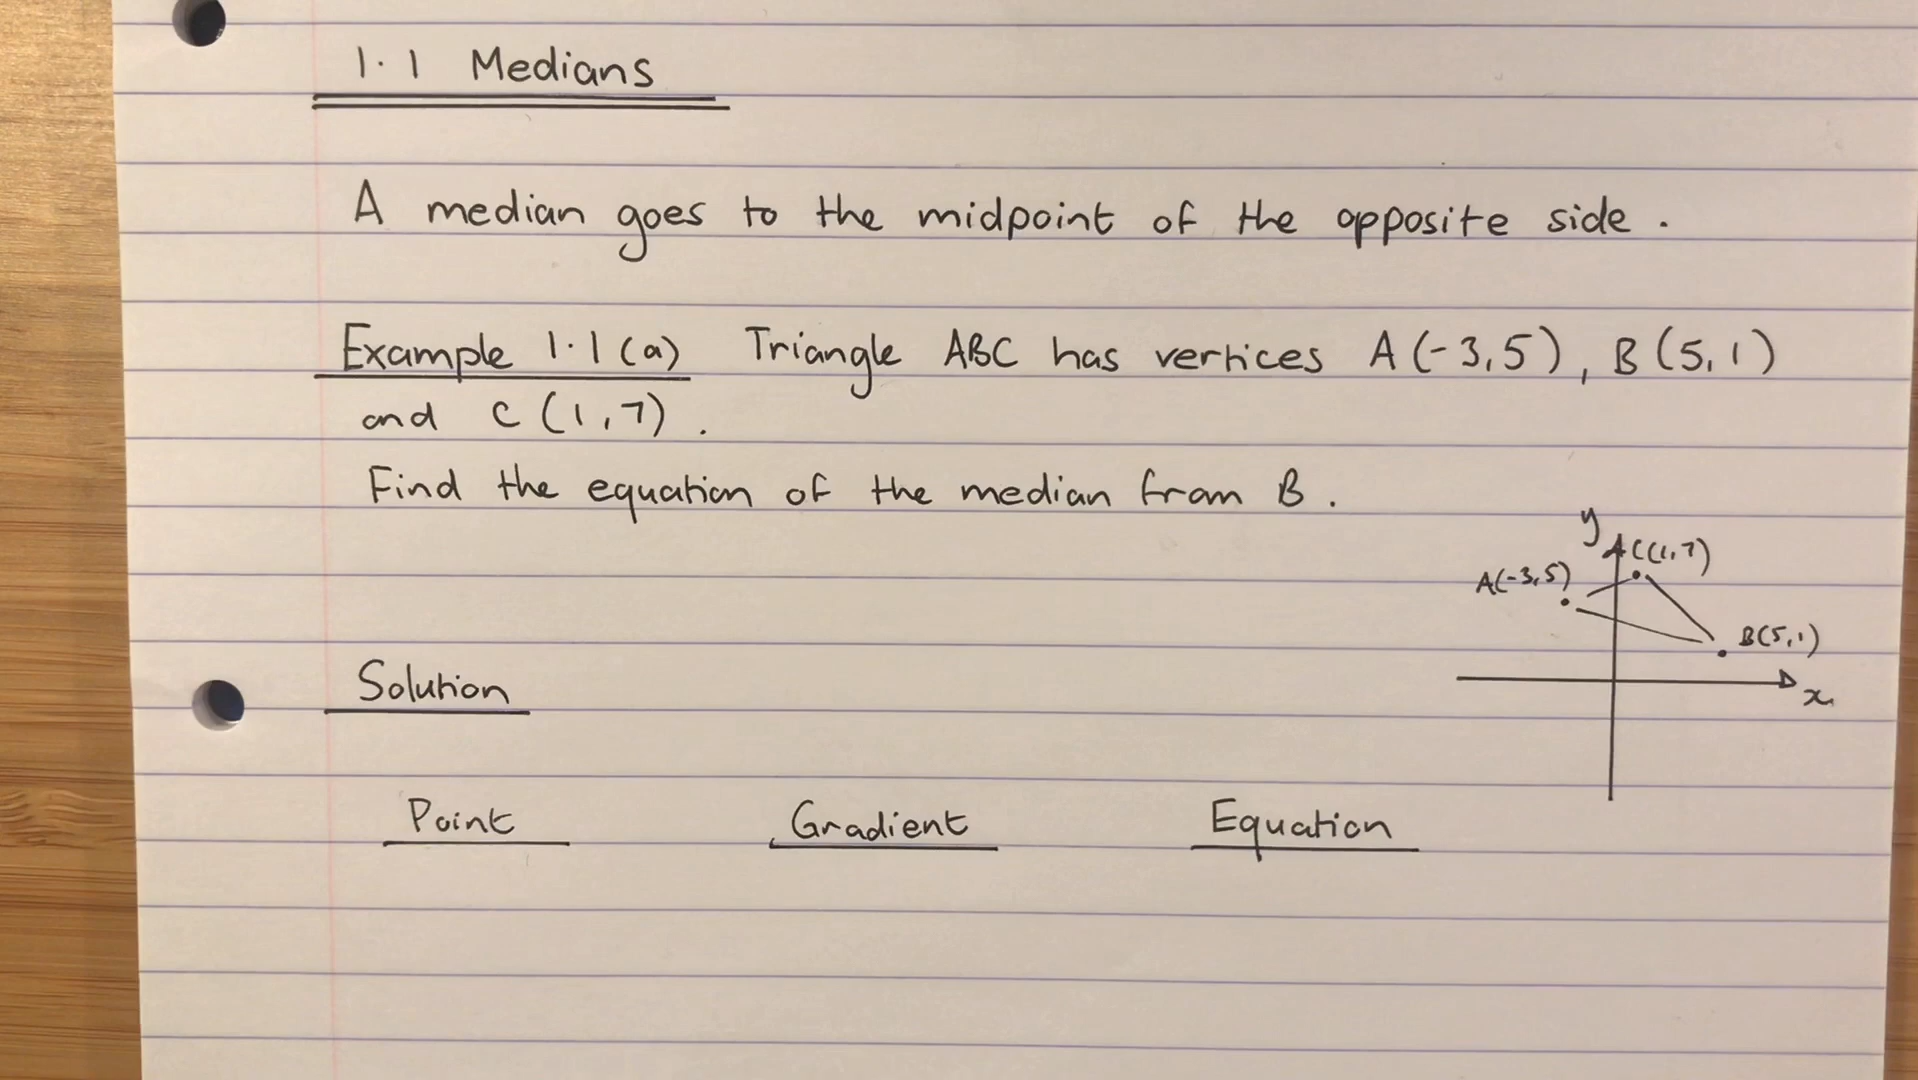 1.1 Medians
A median goes to the midpoint of the opposite side.
Example 1.1(a) Triangle ABC has vertices A(-3,5), B(5,1)
and C(1,7).
Find the equation of the median from B.
y
C(1,7)
A(-3,5)
B(5,1)
x
Solution
Point Gradient Equation